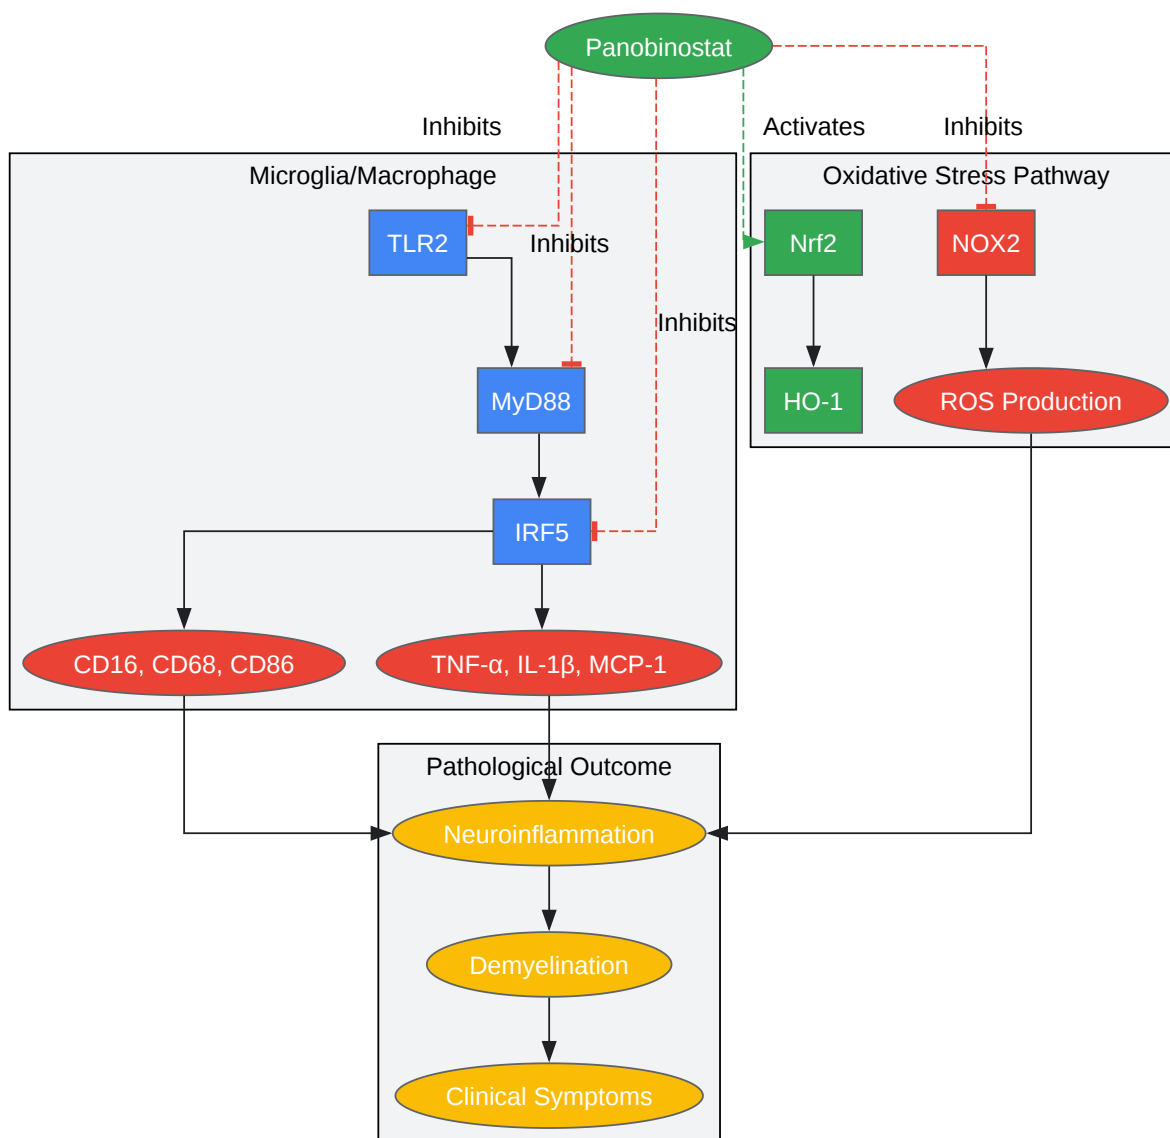 Panobinostat
Inhibits
Activates
Inhibits
Microglia/Macrophage
Oxidative Stress Pathway
TLR2
Inhibits
Nrf2
NOX2
Inhibits
MyD88
HO-1
ROS Production
IRF5
CD16, CD68, CD86
TNF-α, IL-1β, MCP-1
Pathological Outcome
Neuroinflammation
Demyelination
Clinical Symptoms